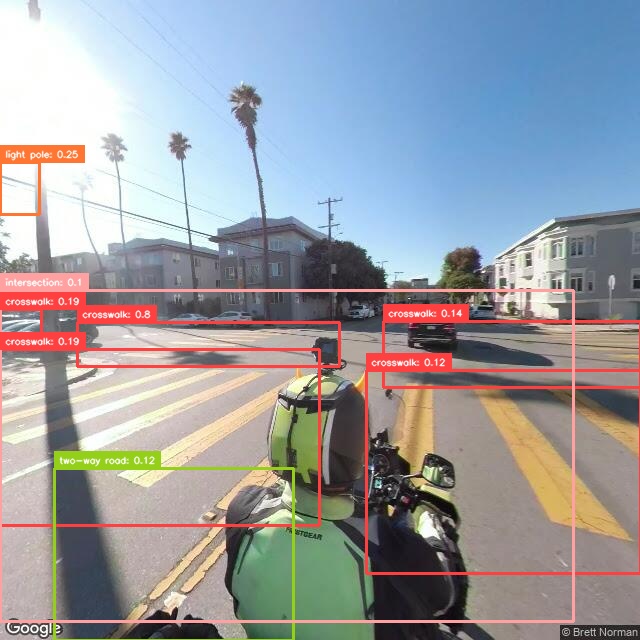 light pole: 0.25
intersection: 0.1
crosswalk: 0.19
crosswalk: 0.8
crosswalk: 0.14
crosswalk: 0.19
crosswalk: 0.12
two-way road: 0.12
Google
© Brett Norman